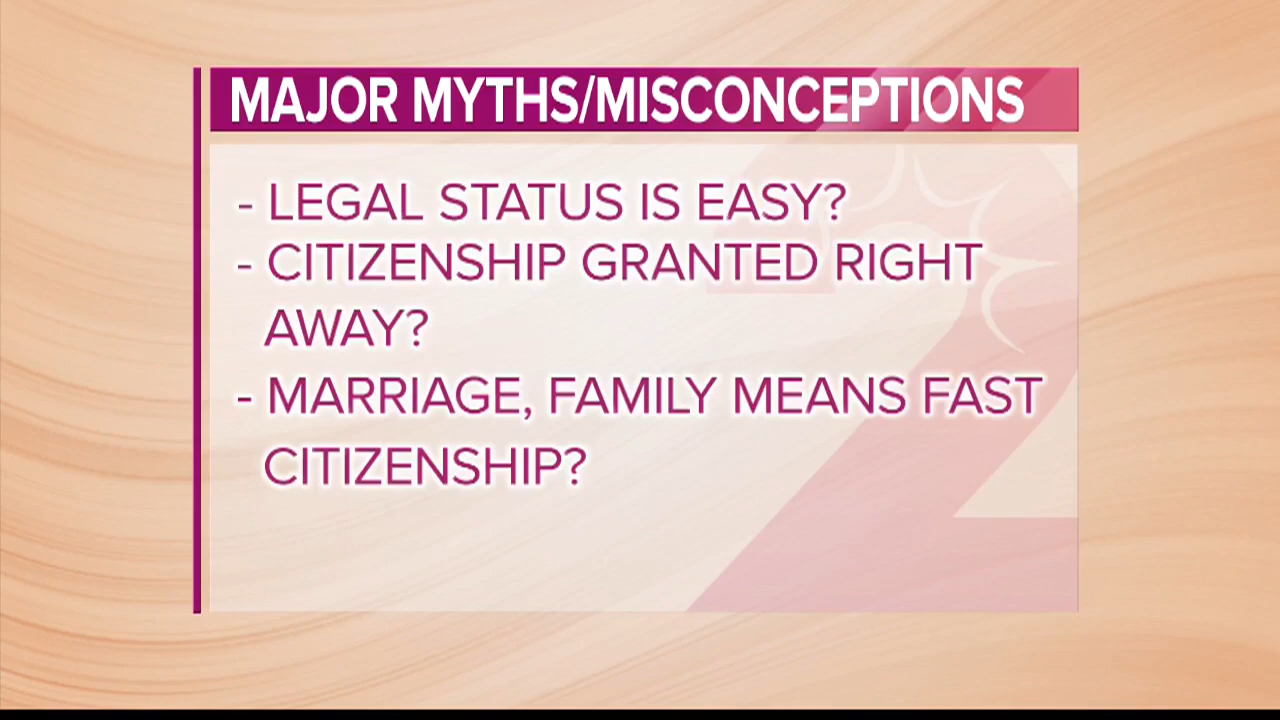 MAJOR MYTHS/MISCONCEPTIONS
- LEGAL STATUS IS EASY?
- CITIZENSHIP GRANTED RIGHT
AWAY?
- MARRIAGE, FAMILY MEANS FAST
CITIZENSHIP?